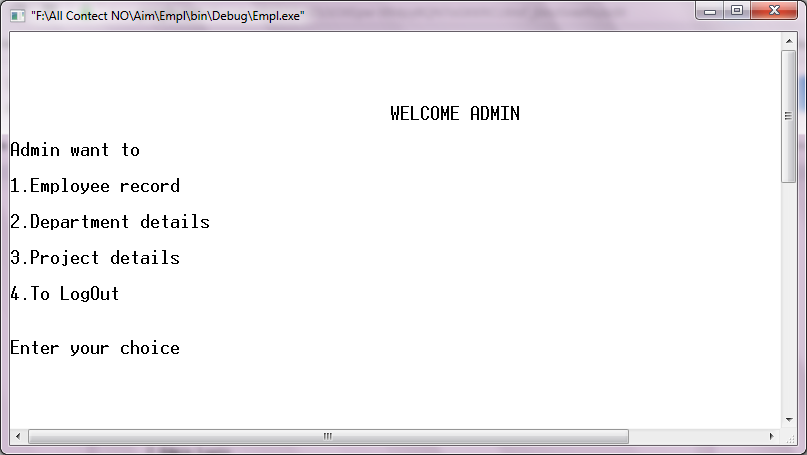 "F:\All Contect NO\Aim\Empl\bin\Debug\Empl.exe"
WELCOME ADMIN
Admin want to
1.Employee record
2.Department details
3.Project details
4.To LogOut
Enter your choice